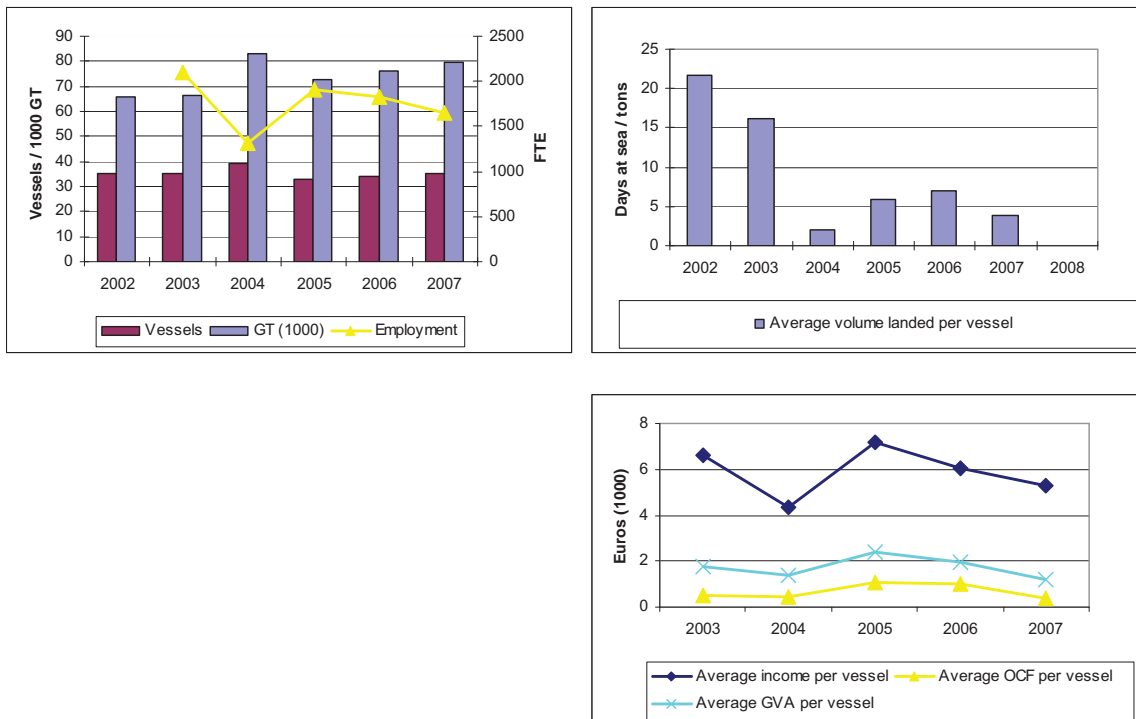 90
80
70
60
50
40
30
20
10
0
Vessels / 1000 GT
2500
2000
1500
1000
500
0
FTE
2002 2003 2004 2005 2006 2007
Vessels GT (1000) Employment
25
20
15
10
5
0
Days at sea / tons
2002 2003 2004 2005 2006 2007 2008
Average volume landed per vessel
8
6
4
2
0
Euros (1000)
2003 2004 2005 2006 2007
Average income per vessel Average OCF per vessel
Average GVA per vessel